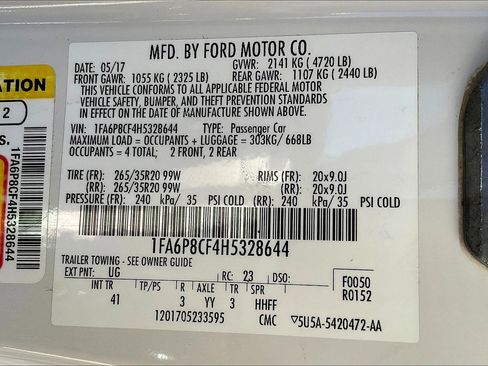 MFD. BY FORD MOTOR CO.
DATE: 05/17 GVWR: 2141 KG ( 4720 LB)
FRONT GAWR: 1055 KG ( 2325 LB) REAR GAWR: 1107 KG ( 2440 LB)
THIS VEHICLE CONFORMS TO ALL APPLICABLE FEDERAL MOTOR
VEHICLE SAFETY, BUMPER, AND THEFT PREVENTION STANDARDS
IN EFFECT ON THE DATE OF MANUFACTURE SHOWN ABOVE.
VIN: 1FA6P8CF4H5328644 TYPE: Passenger Car
MAXIMUM LOAD = OCCUPANTS + LUGGAGE = 303KG/ 668LB
OCCUPANTS = 4 TOTAL; 2 FRONT, 2 REAR
TIRE (FR): 265/35R20 99W RIMS (FR): 20x9.0J
(RR): 265/35R20 99W (RR): 20x9.0J
PRESSURE (FR): 240 kPa/ 35 PSI COLD (RR): 240 kPa/ 35 PSI COLD
1FA6P8CF4H5328644
TRAILER TOWING - SEE OWNER GUIDE
EXT PNT: UG RC: 23 DSO: F0050
R0152
INT TR TP/PS R AXLE TR SPR
41 3 YY 3 HHFF
1201705233595 CMC ▽5U5A-5420472-AA
ATION
2
S.
1FA6P8CF4H5328644